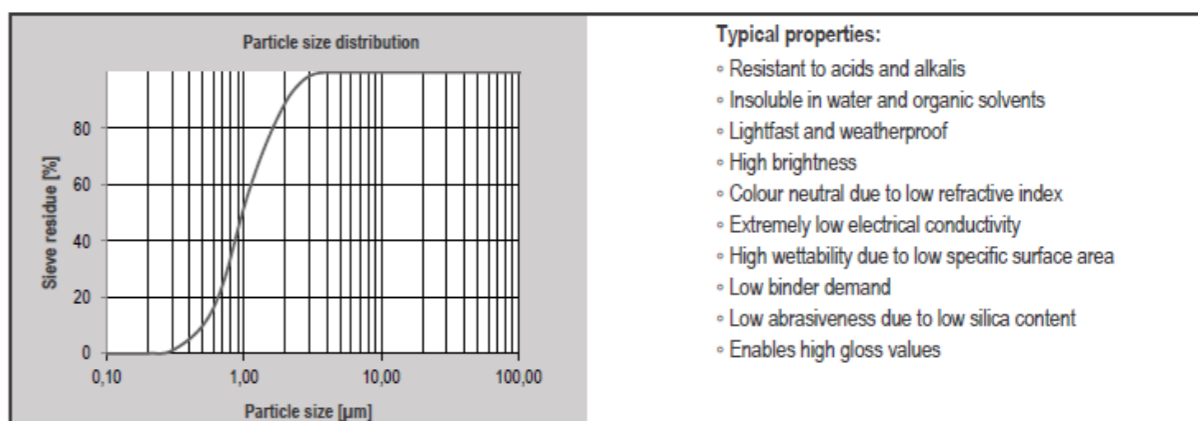 Particle size distribution
Sieve residue [%]
80
60
40
20
0
0,10
1,00
10,00
100,00
Particle size [µm]
Typical properties:
◦ Resistant to acids and alkalis
◦ Insoluble in water and organic solvents
◦ Lightfast and weatherproof
◦ High brightness
◦ Colour neutral due to low refractive index
◦ Extremely low electrical conductivity
◦ High wettability due to low specific surface area
◦ Low binder demand
◦ Low abrasiveness due to low silica content
◦ Enables high gloss values